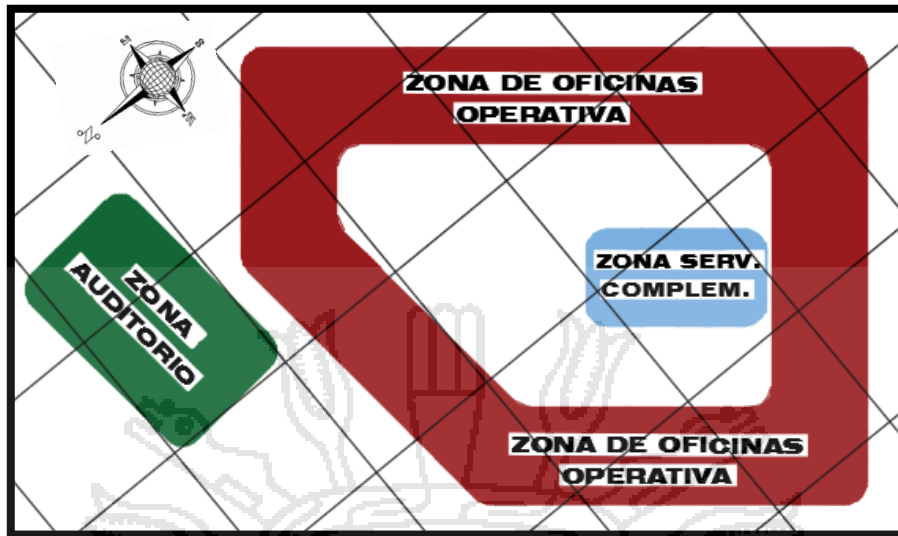 ZONA DE OFICINAS
OPERATIVA
ZONA SERV.
COMPLEM.
ZONA
AUDITORIO
ZONA DE OFICINAS
OPERATIVA